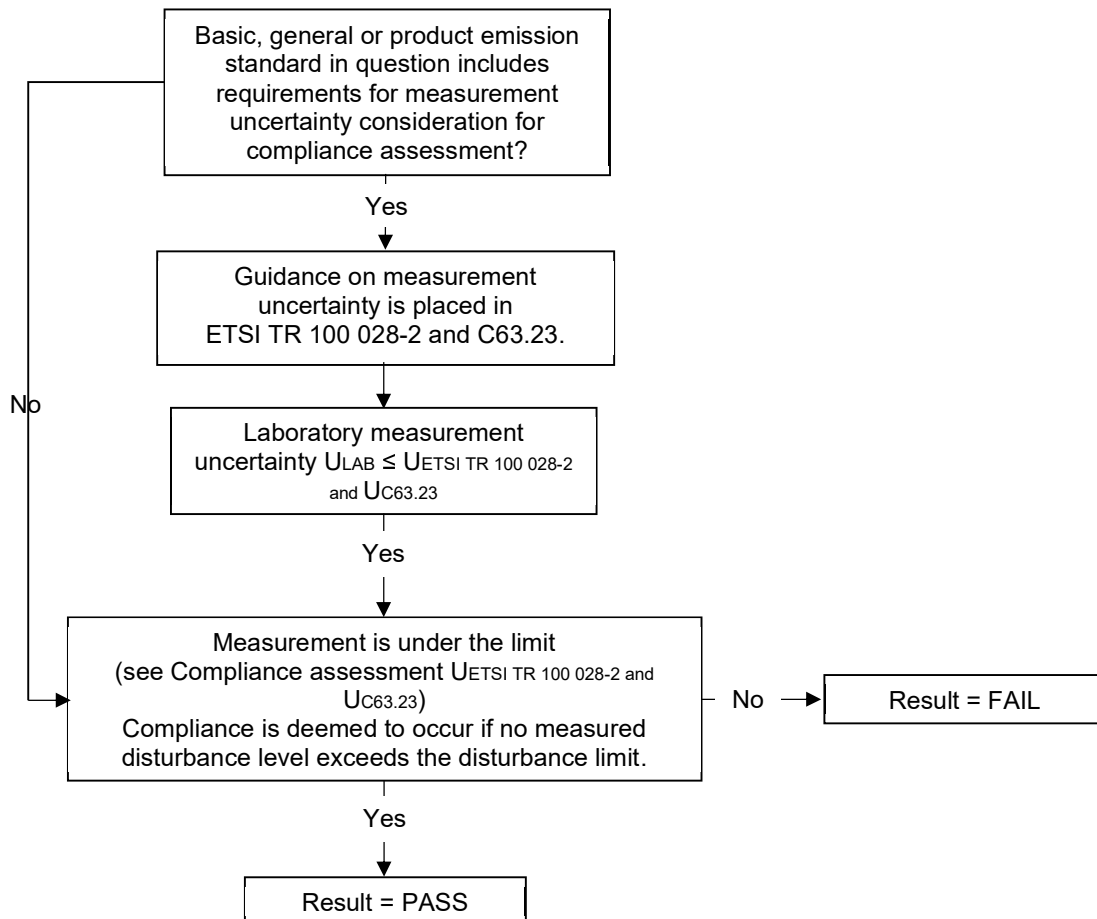 Basic, general or product emission
standard in question includes
requirements for measurement
uncertainty consideration for
compliance assessment?
Yes
Guidance on measurement
uncertainty is placed in
ETSI TR 100 028-2 and C63.23.
No
Laboratory measurement
uncertainty ULAB ≤ UETSI TR 100 028-2
and UC63.23
Yes
Measurement is under the limit
(see Compliance assessment UETSI TR 100 028-2 and
UC63.23)
Compliance is deemed to occur if no measured
disturbance level exceeds the disturbance limit.
No
Result = FAIL
Yes
Result = PASS